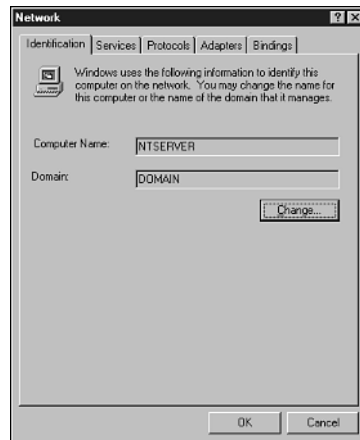 Network
Identification Services Protocols Adapters Bindings
Windows uses the following information to identify this
computer on the network. You may change the name for
this computer or the name of the domain that it manages.
Computer Name: NTSERVER
Domain: DOMAIN
Change...
OK Cancel